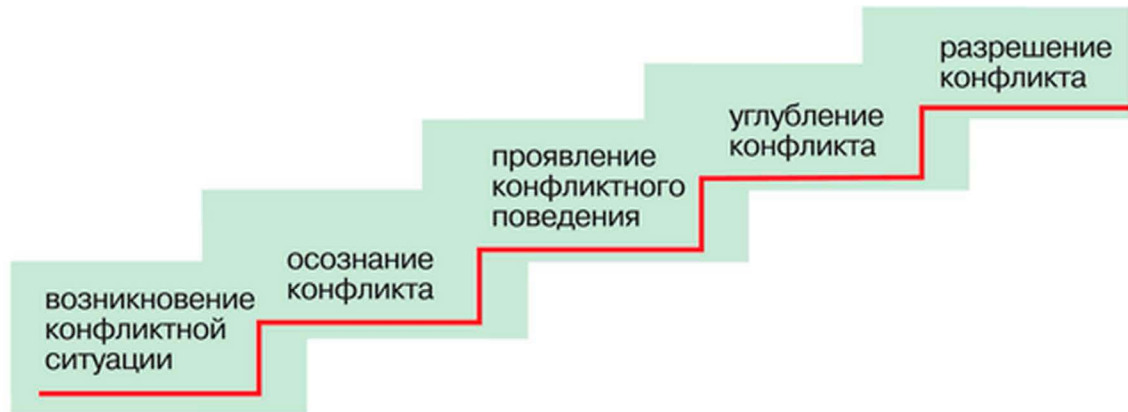 возникновение
конфликтной
ситуации
осознание
конфликта
проявление
конфликтного
поведения
углубление
конфликта
разрешение
конфликта